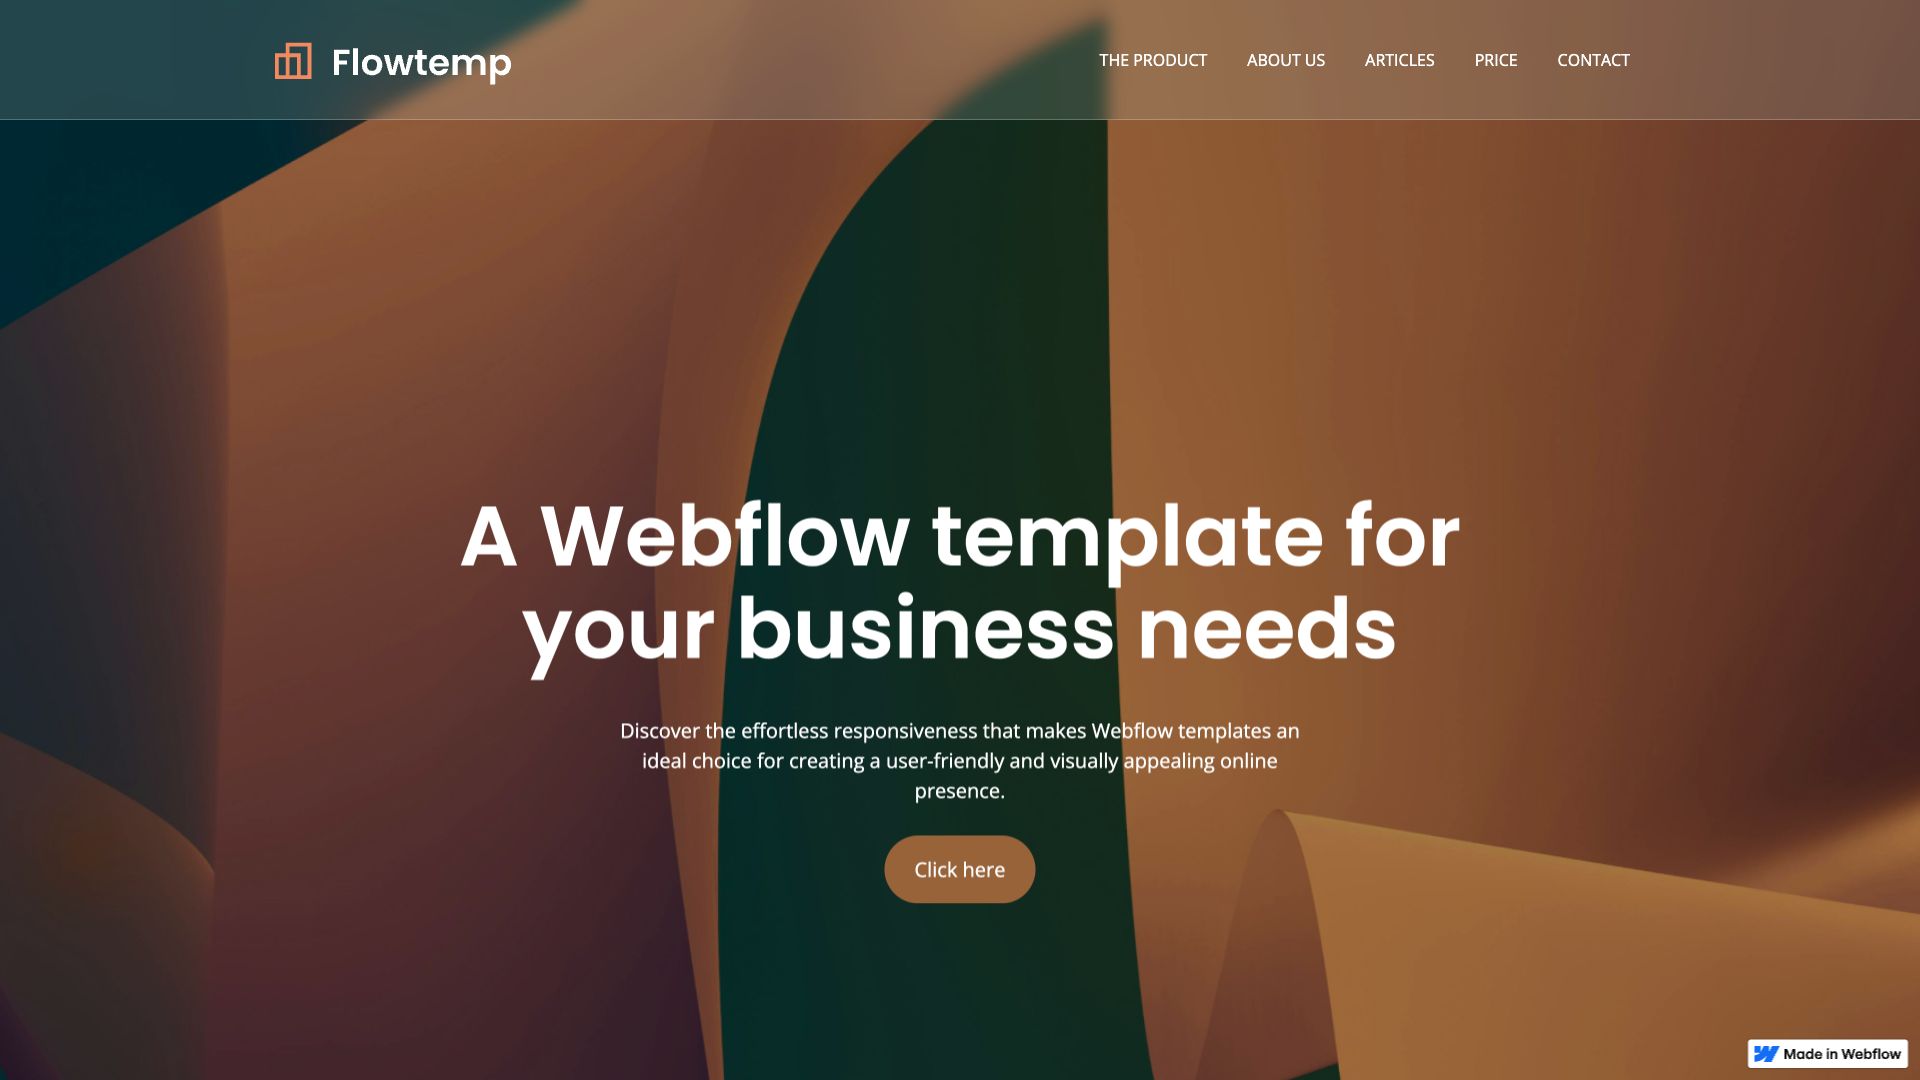 Flowtemp
THE PRODUCT
ABOUT US
ARTICLES
PRICE
CONTACT
A Webflow template for
your business needs
Discover the effortless responsiveness that makes Webflow templates an
ideal choice for creating a user-friendly and visually appealing online
presence.
Click here
Made in Webflow